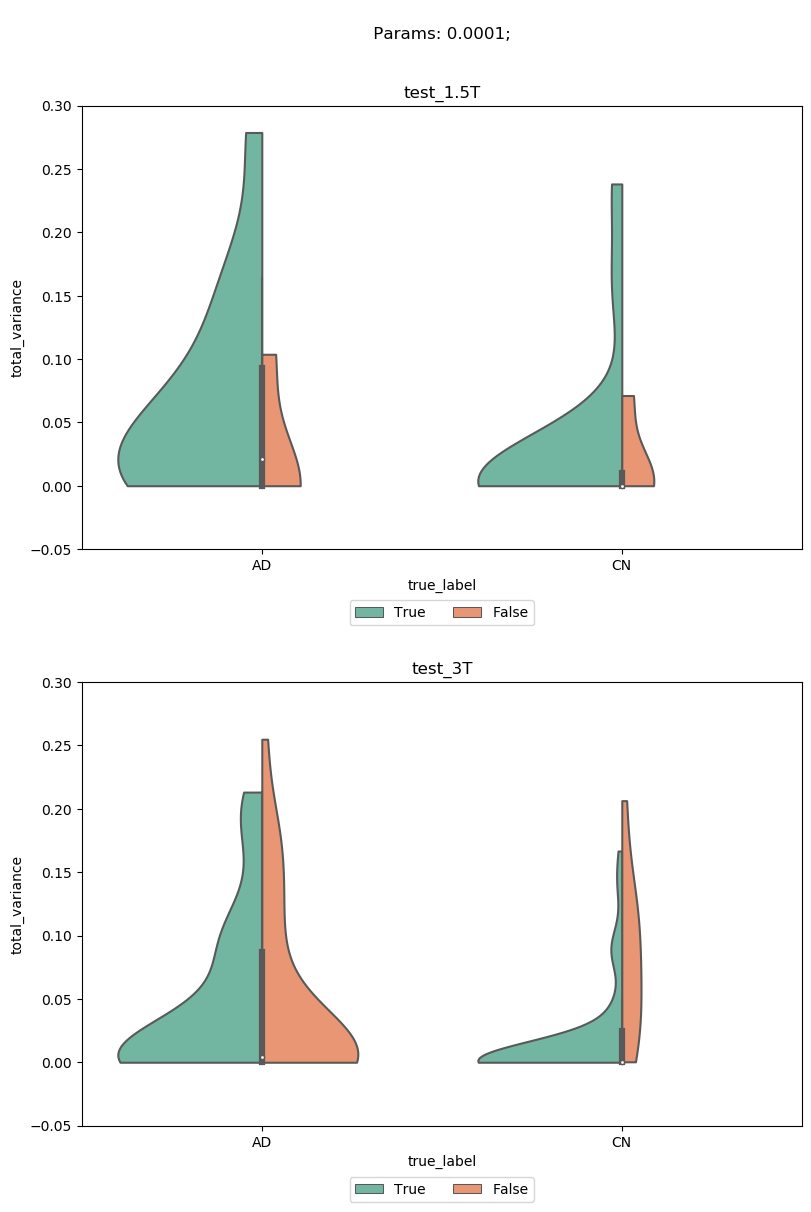 Params: 0.0001;
test_1.5T
0.30
0.25
0.20
0.15
0.10
0.05
0.00
−0.05
total_variance
AD CN
true_label
True False
test_3T
0.30
0.25
0.20
0.15
0.10
0.05
0.00
−0.05
total_variance
AD CN
true_label
True False